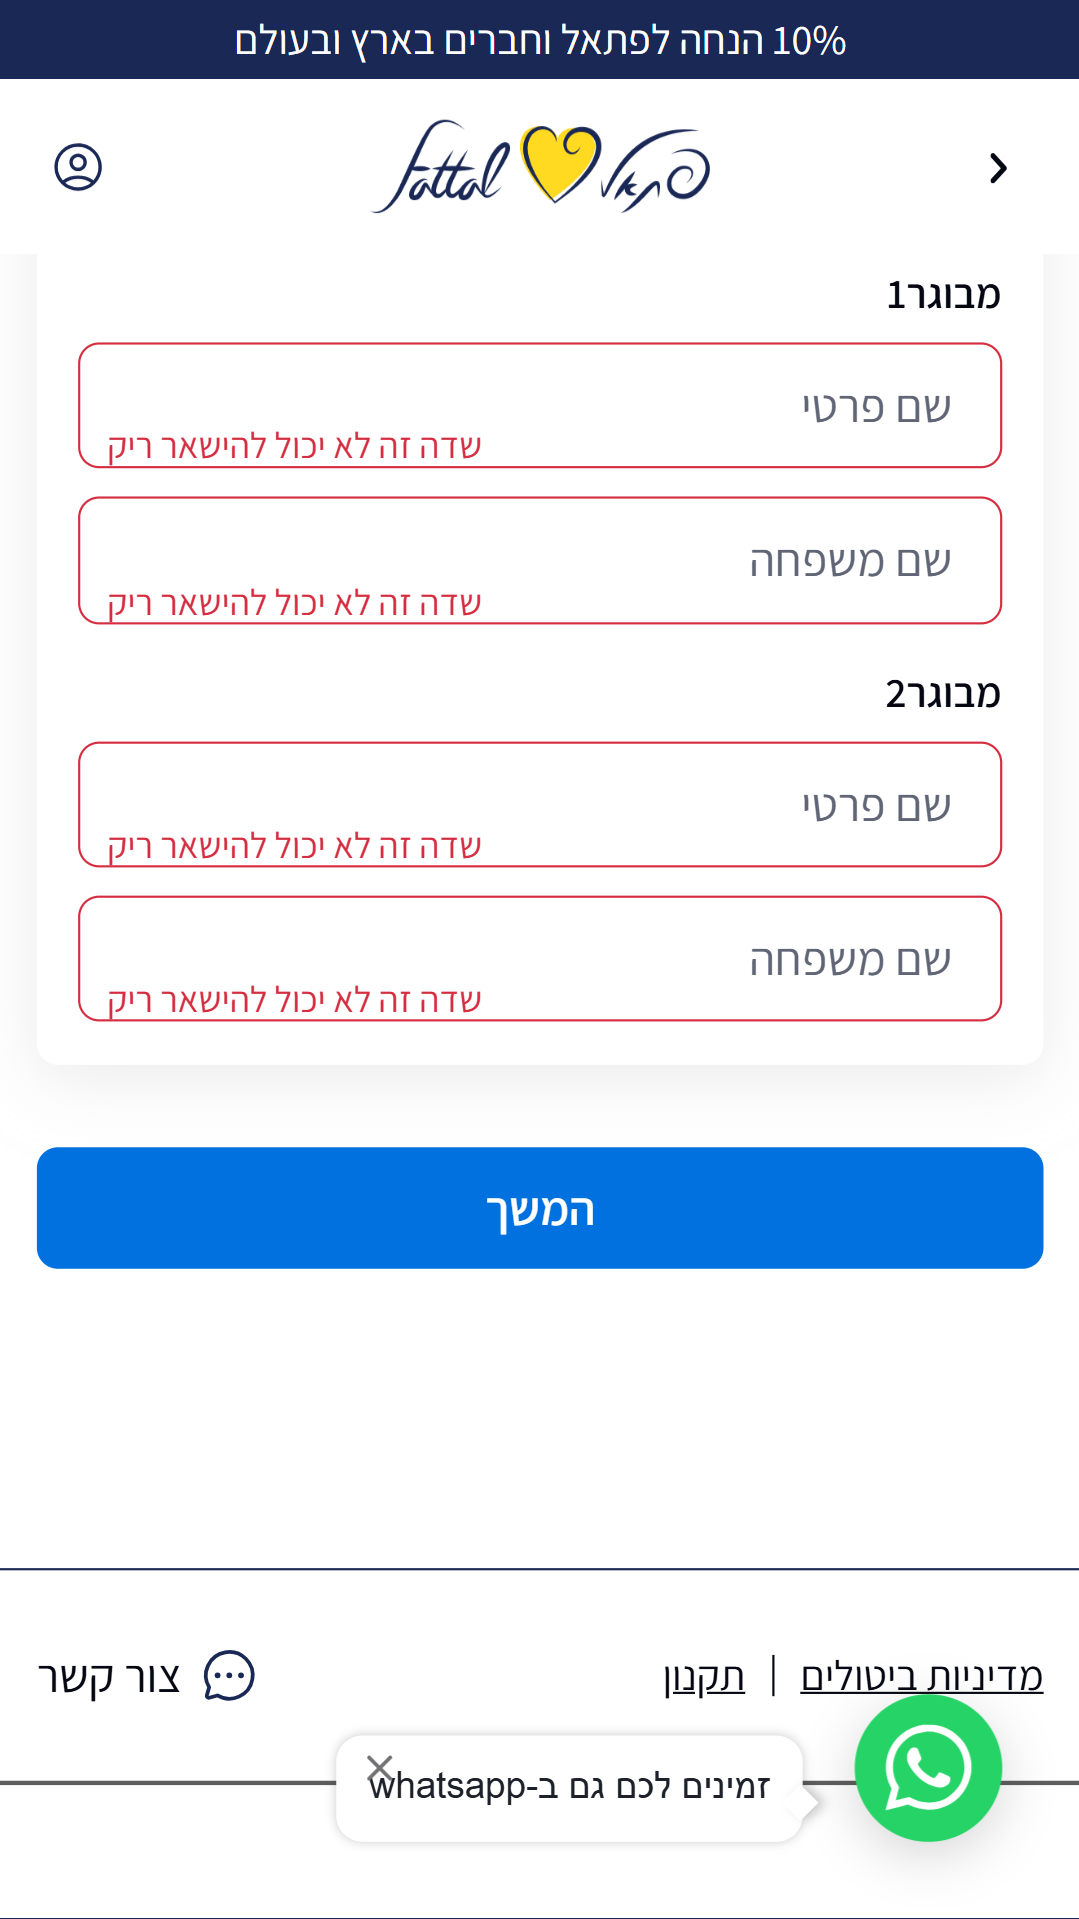 10% הנחה לפתאל וחברים בארץ ובעולם
fattal פתאל
מבוגר1
שם פרטי
שדה זה לא יכול להישאר ריק
שם משפחה
שדה זה לא יכול להישאר ריק
מבוגר2
שם פרטי
שדה זה לא יכול להישאר ריק
שם משפחה
שדה זה לא יכול להישאר ריק
המשך
מדיניות ביטולים | תקנון
צור קשר
זמינים לכם גם ב-whatsapp